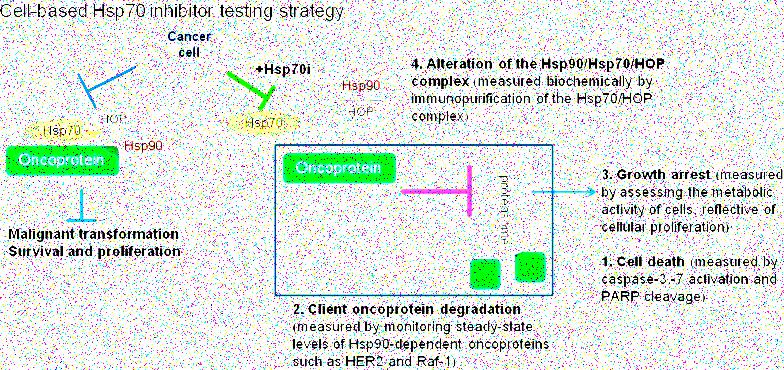 Cell-based Hsp70 inhibitor testing strategy
Cancer
cell
+Hsp70i
Hsp90
HOP
Hsp70
HOP
Hsp70
Hsp90
Oncoprotein
Malignant transformation
Survival and proliferation
4. Alteration of the Hsp90/Hsp70/HOP
complex (measured biochemically by
immunopurification of the Hsp70/HOP
complex)
Oncoprotein
proteasome
3. Growth arrest (measured
by assessing the metabolic
activity of cells, reflective of
cellular proliferation)
1. Cell death (measured by
caspase-3,-7 activation and
PARP cleavage)
2. Client oncoprotein degradation
(measured by monitoring steady-state
levels of Hsp90-dependent oncoproteins
such as HER2 and Raf-1)